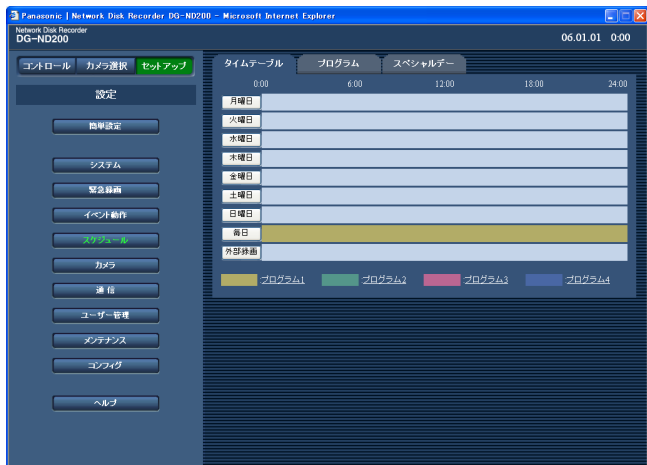 Panasonic | Network Disk Recorder DG-ND200 - Microsoft Internet Explorer
Network Disk Recorder
DG-ND200
06.01.01 0:00
コントロール カメラ選択 セットアップ
設定
簡単設定
システム
緊急録画
イベント動作
スケジュール
カメラ
通信
ユーザー管理
メンテナンス
コンフィグ
ヘルプ
タイムテーブル プログラム スペシャルデー
0:00 6:00 12:00 18:00 24:00
月曜日
火曜日
水曜日
木曜日
金曜日
土曜日
日曜日
毎日
外部録画
:プログラム1 :プログラム2 :プログラム3 :プログラム4